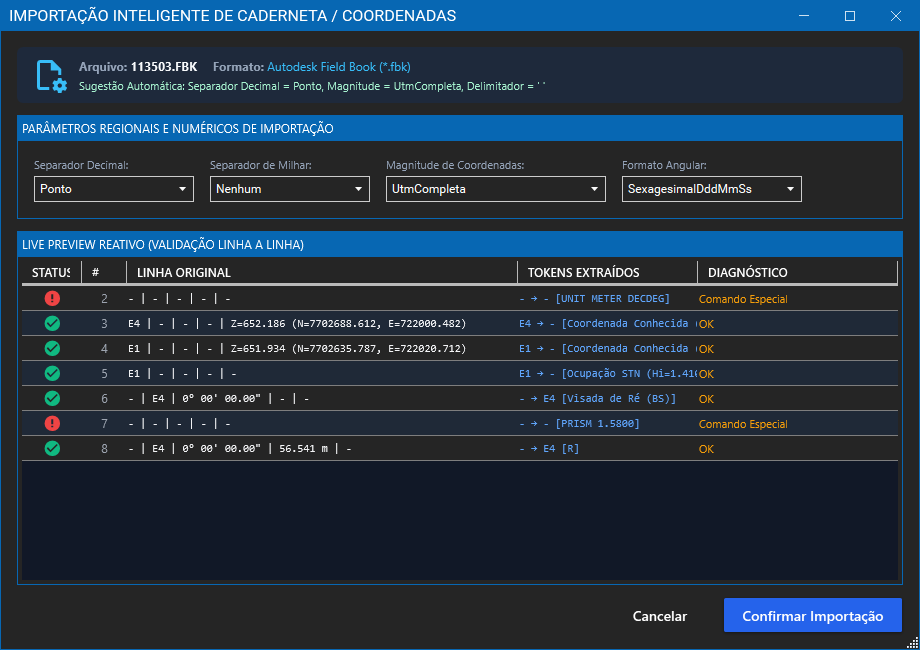 IMPORTAÇÃO INTELIGENTE DE CADERNETA / COORDENADAS
Arquivo: 113503.FBK Formato: Autodesk Field Book (*.fbk)
Sugestão Automática: Separador Decimal = Ponto, Magnitude = UtmCompleta, Delimitador = ' '
PARÂMETROS REGIONAIS E NUMÉRICOS DE IMPORTAÇÃO
Separador Decimal: Separador de Milhar: Magnitude de Coordenadas: Formato Angular:
Ponto Nenhum UtmCompleta SexagesimalDddMmSs
LIVE PREVIEW REATIVO (VALIDAÇÃO LINHA A LINHA)
STATUS # LINHA ORIGINAL TOKENS EXTRAÍDOS DIAGNÓSTICO
2 - | - | - | - | - - → - [UNIT METER DECDEG] Comando Especial
3 E4 | - | - | - | Z=652.186 (N=7702688.612, E=722000.482) E4 → - [Coordenada Conhecida ( OK
4 E1 | - | - | - | Z=651.934 (N=7702635.787, E=722020.712) E1 → - [Coordenada Conhecida ( OK
5 E1 | - | - | - | - E1 → - [Ocupação STN (Hi=1.410 OK
6 - | E4 | 0° 00' 00.00" | - | - - → E4 [Visada de Ré (BS)] OK
7 - | - | - | - | - - → - [PRISM 1.5800] Comando Especial
8 - | E4 | 0° 00' 00.00" | 56.541 m | - - → E4 [R] OK
Cancelar Confirmar Importação